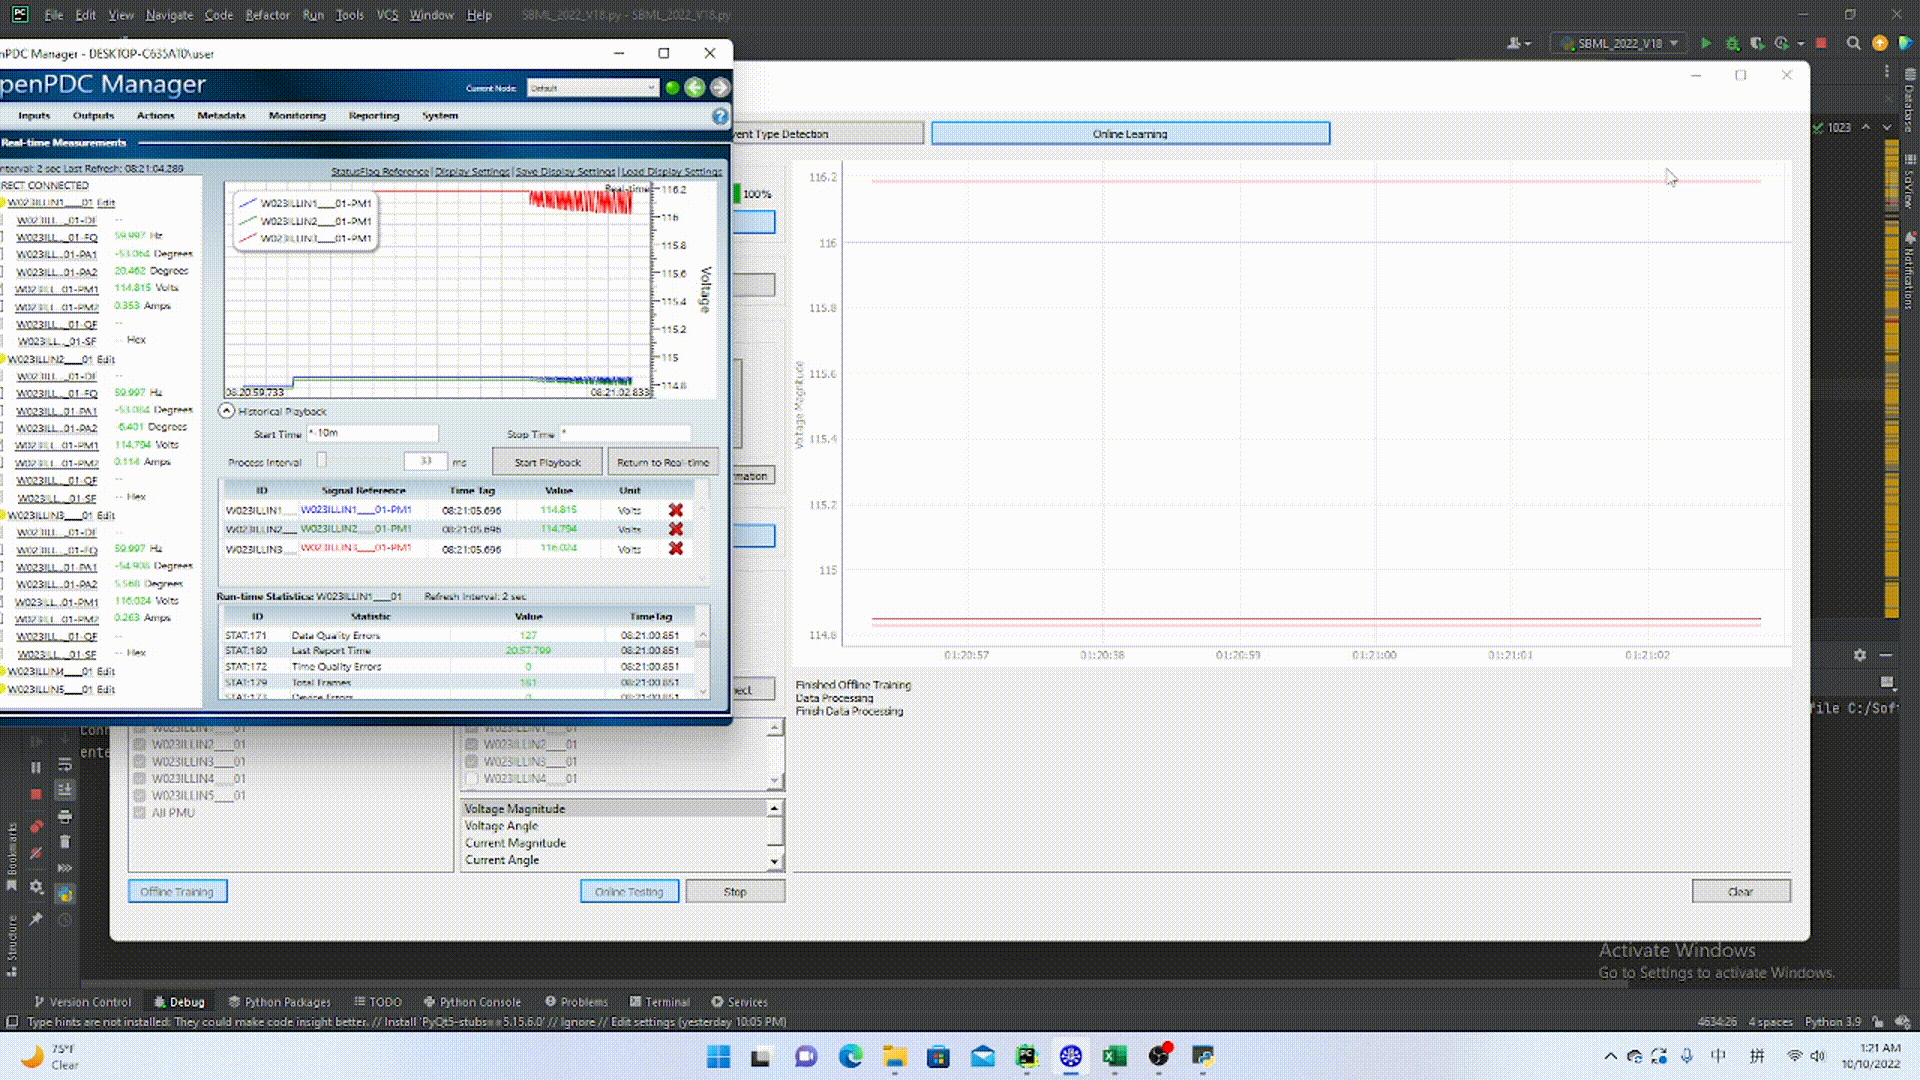 File Edit View Navigate Code Refactor Run Tools VCS Window Help SBML_2022_V18.py - SBML_2022_V18.py
SBML_2022_V18
1023
Database
SciView
Notifications
nPDC Manager - DESKTOP-C635AT0\user
penPDC Manager
Current Node: Default
Inputs Outputs Actions Metadata Monitoring Reporting System
Real-time Measurements
nterval: 2 sec Last Refresh: 08:21:04.289
StatusFlag Reference | Display Settings | Save Display Settings | Load Display Settings
RECT CONNECTED
W023ILLIN1___01 Edit
W023ILL..._01-DF --
W023ILL..._01-FQ 59.997 Hz
W023ILL...01-PA1 -53.064 Degrees
W023ILL...01-PA2 20.462 Degrees
W023ILL...01-PM1 114.815 Volts
W023ILL...01-PM2 0.353 Amps
W023ILL..._01-QF --
W023ILL..._01-SF -- Hex
W023ILLIN2___01 Edit
W023ILL..._01-DF --
W023ILL..._01-FQ 59.997 Hz
W023ILL...01-PA1 -53.084 Degrees
W023ILL...01-PA2 -6.401 Degrees
W023ILL...01-PM1 114.794 Volts
W023ILL...01-PM2 0.114 Amps
W023ILL..._01-QF --
W023ILL..._01-SF -- Hex
W023ILLIN3___01 Edit
W023ILL..._01-DF --
W023ILL..._01-FQ 59.997 Hz
W023ILL...01-PA1 -54.908 Degrees
W023ILL...01-PA2 5.568 Degrees
W023ILL...01-PM1 116.024 Volts
W023ILL...01-PM2 0.263 Amps
W023ILL..._01-QF --
W023ILL..._01-SF -- Hex
W023ILLIN4___01 Edit
W023ILLIN5___01 Edit
Real-time
W023ILLIN1___01-PM1
W023ILLIN2___01-PM1
W023ILLIN3___01-PM1
116.2
116
115.8
115.6
115.4
115.2
115
114.8
Voltage
08:20:59.733 08:21:02.833
Historical Playback
Start Time *-10m Stop Time *
Process Interval 33 ms Start Playback Return to Real-time
ID Signal Reference Time Tag Value Unit
W023ILLIN1___ W023ILLIN1___01-PM1 08:21:05.696 114.815 Volts
W023ILLIN2___ W023ILLIN2___01-PM1 08:21:05.696 114.794 Volts
W023ILLIN3___ W023ILLIN3___01-PM1 08:21:05.696 116.024 Volts
Run-time Statistics: W023ILLIN1___01 Refresh Interval: 2 sec
ID Statistic Value TimeTag
STAT:171 Data Quality Errors 127 08:21:00.851
STAT:180 Last Report Time 20:57.799 08:21:00.851
STAT:172 Time Quality Errors 0 08:21:00.851
STAT:179 Total Frames 181 08:21:00.851
STAT:173 Device Errors 0 08:21:00.851
vent Type Detection Online Learning
100%
mation
ect
116.2
116
115.8
115.6
115.4
115.2
115
114.8
Voltage Magnitude
01:20:57 01:20:58 01:20:59 01:21:00 01:21:01 01:21:02
Finished Offline Training
Data Processing
Finish Data Processing
file C:/Sof
Conn
ente
W023ILLIN1___01
W023ILLIN2___01
W023ILLIN3___01
W023ILLIN4___01
W023ILLIN5___01
All PMU
W023ILLIN1___01
W023ILLIN2___01
W023ILLIN3___01
W023ILLIN4___01
Voltage Magnitude
Voltage Angle
Current Magnitude
Current Angle
Offline Training Online Testing Stop Clear
Bookmarks
Structure
Activate Windows
Go to Settings to activate Windows.
Version Control Debug Python Packages TODO Python Console Problems Terminal Services
Type hints are not installed: They could make code insight better. // Install 'PyQt5-stubs==5.15.6.0' // Ignore // Edit settings (yesterday 10:05 PM) 4634:26 4 spaces Python 3.9
75°F
Clear
中 拼
1:21 AM
10/10/2022